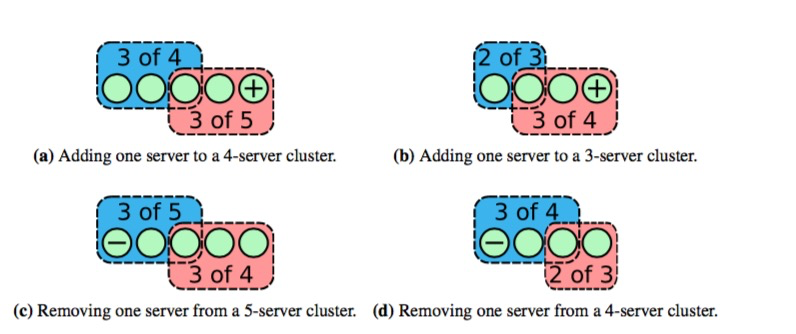 3 of 4
3 of 5
(a) Adding one server to a 4-server cluster.
2 of 3
3 of 4
(b) Adding one server to a 3-server cluster.
3 of 5
3 of 4
(c) Removing one server from a 5-server cluster.
3 of 4
2 of 3
(d) Removing one server from a 4-server cluster.